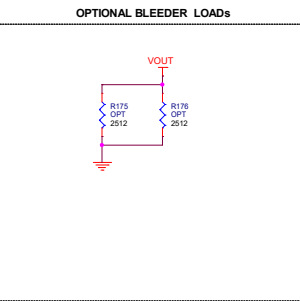 OPTIONAL BLEEDER LOADs
VOUT
R175
OPT
2512
R176
OPT
2512